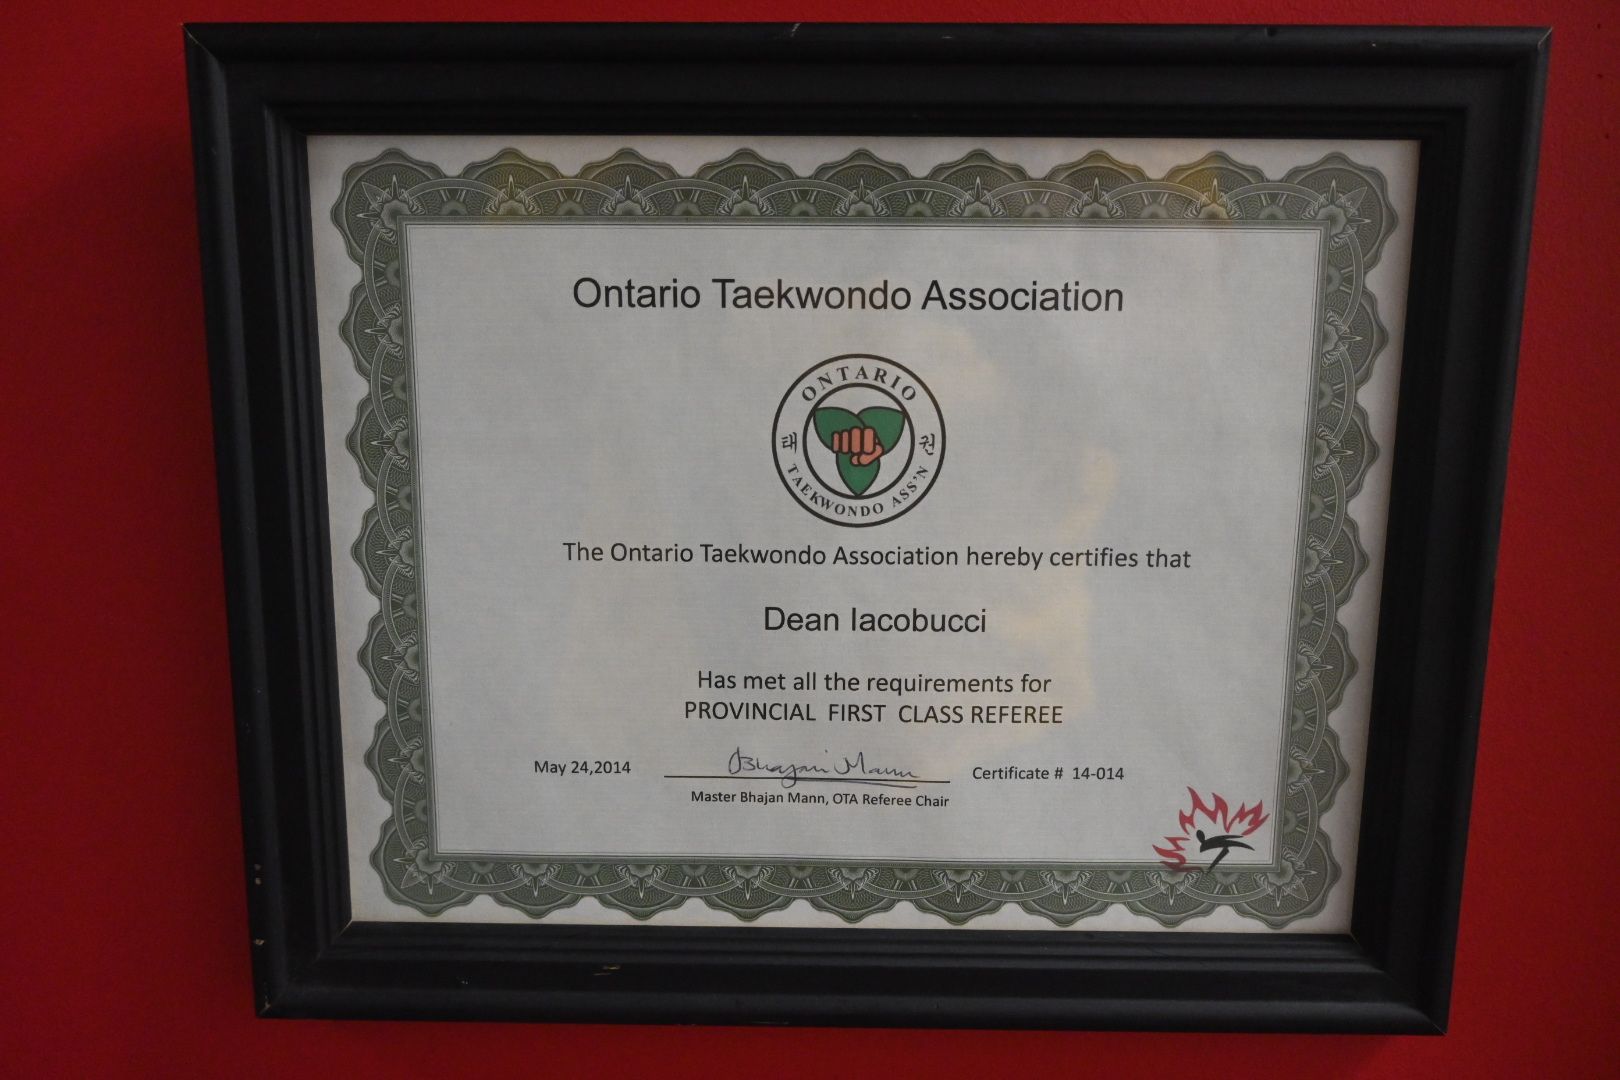 Ontario Taekwondo Association
ONTARIO
태 권
TAEKWONDO ASS'N
The Ontario Taekwondo Association hereby certifies that
Dean Iacobucci
Has met all the requirements for
PROVINCIAL FIRST CLASS REFEREE
May 24,2014 Bhajan Mann Certificate # 14-014
Master Bhajan Mann, OTA Referee Chair